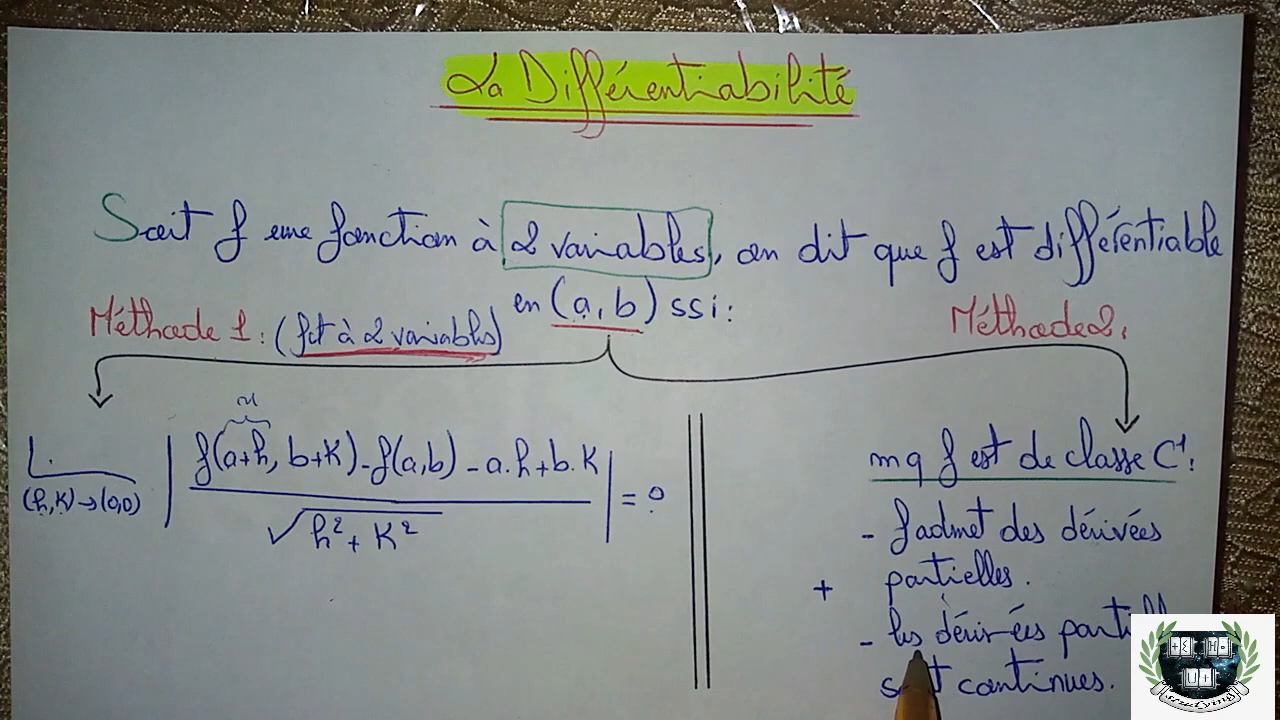 La Différentiabilité
Soit f une fonction à 2 variables, on dit que f est différentiable
en (a, b) ssi:
Méthode 1: (fct à 2 variables)
x
L (h,k)→(0,0) | f(a+h, b+k) - f(a,b) - a.h + b.k / √h²+k² | = 0
Méthode 2:
mq f est de classe C¹:
- f admet des dérivées
+ partielles.
- les dérivées
sont continues.